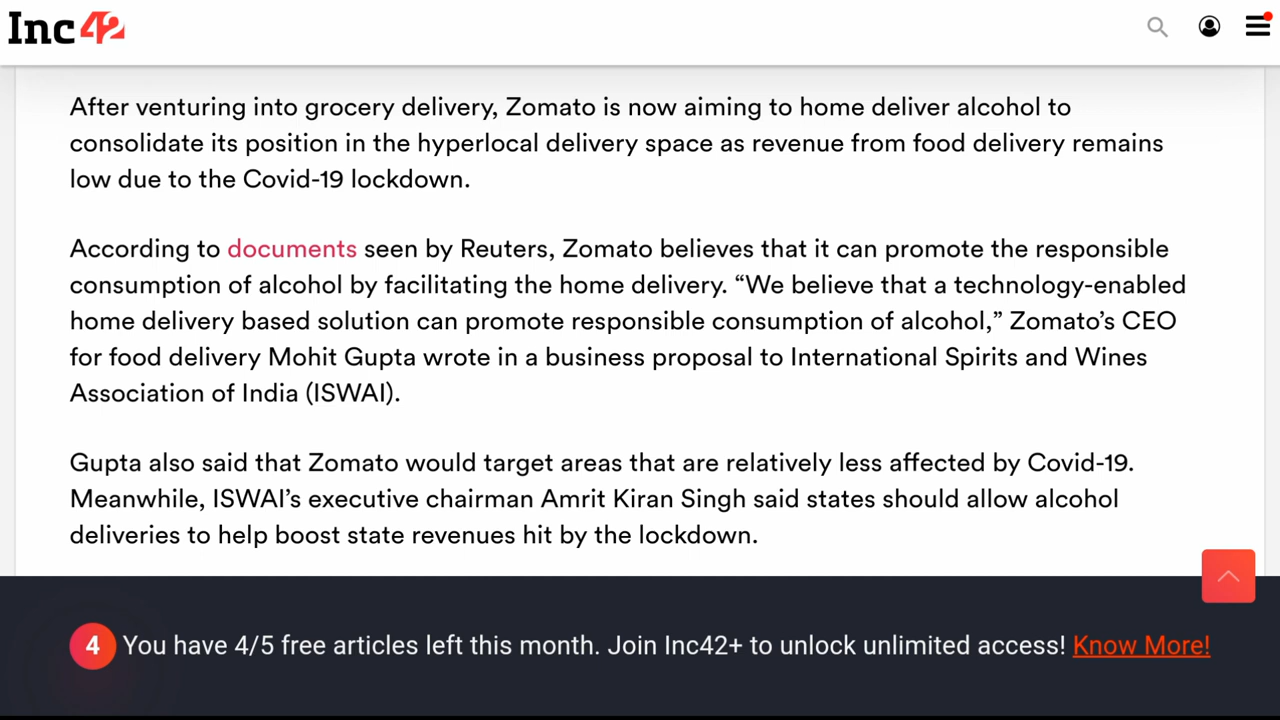 Inc42
After venturing into grocery delivery, Zomato is now aiming to home deliver alcohol to
consolidate its position in the hyperlocal delivery space as revenue from food delivery remains
low due to the Covid-19 lockdown.
According to documents seen by Reuters, Zomato believes that it can promote the responsible
consumption of alcohol by facilitating the home delivery. “We believe that a technology-enabled
home delivery based solution can promote responsible consumption of alcohol,” Zomato’s CEO
for food delivery Mohit Gupta wrote in a business proposal to International Spirits and Wines
Association of India (ISWAI).
Gupta also said that Zomato would target areas that are relatively less affected by Covid-19.
Meanwhile, ISWAI’s executive chairman Amrit Kiran Singh said states should allow alcohol
deliveries to help boost state revenues hit by the lockdown.
4 You have 4/5 free articles left this month. Join Inc42+ to unlock unlimited access! Know More!